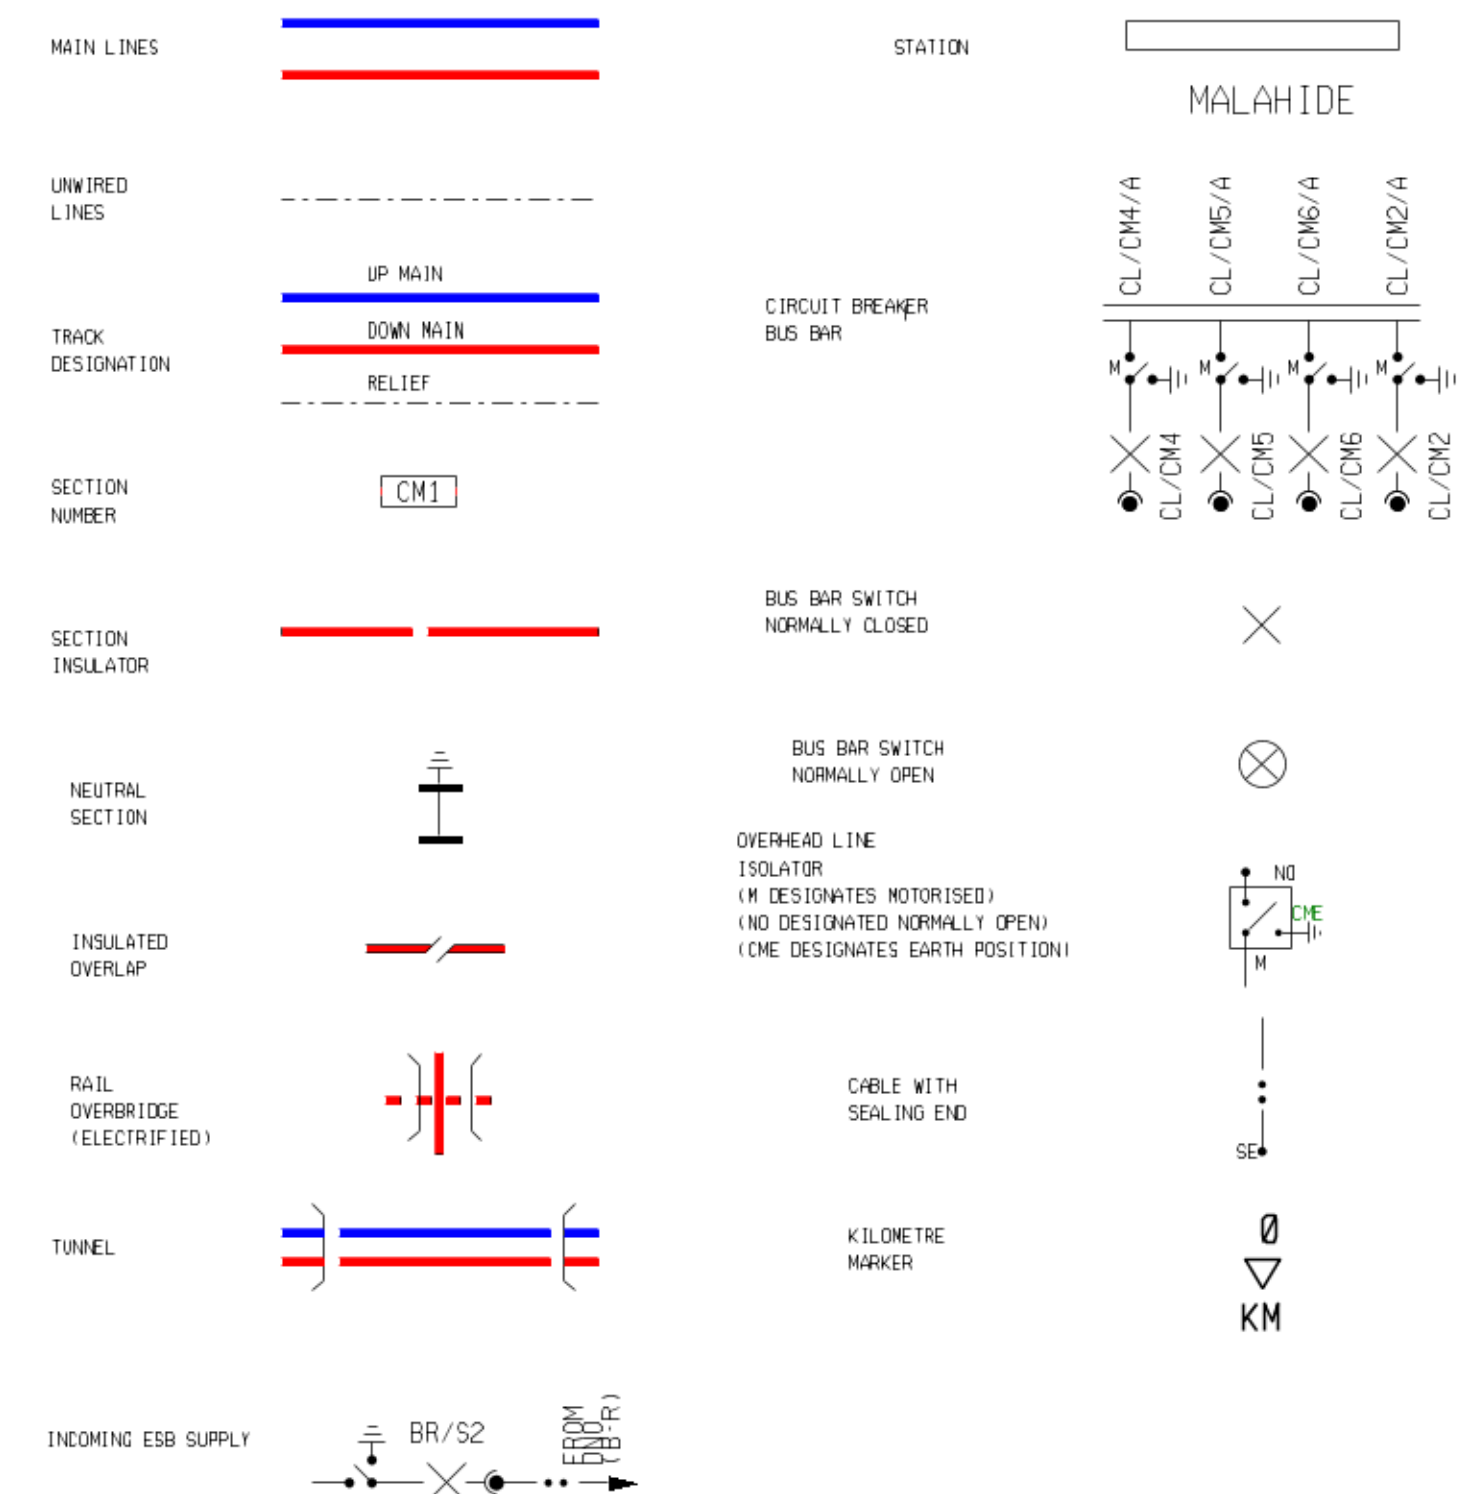 MAIN LINES
UNWIRED
LINES
UP MAIN
DOWN MAIN
TRACK
DESIGNATION
RELIEF
SECTION
NUMBER
CM1
SECTION
INSULATOR
NEUTRAL
SECTION
INSULATED
OVERLAP
RAIL
OVERBRIDGE
(ELECTRIFIED)
TUNNEL
INCOMING ESB SUPPLY
BR/S2
FROM
DNO
(B-R)
STATION
MALAHIDE
CL/CM4/A
CL/CM5/A
CL/CM6/A
CL/CM2/A
CIRCUIT BREAKER
BUS BAR
M
M
M
M
CL/CM4
CL/CM5
CL/CM6
CL/CM2
BUS BAR SWITCH
NORMALLY CLOSED
BUS BAR SWITCH
NORMALLY OPEN
OVERHEAD LINE
ISOLATOR
(M DESIGNATES MOTORISED)
(NO DESIGNATED NORMALLY OPEN)
(CME DESIGNATES EARTH POSITION)
NO
CME
M
CABLE WITH
SEALING END
SE
KILOMETRE
MARKER
0
KM